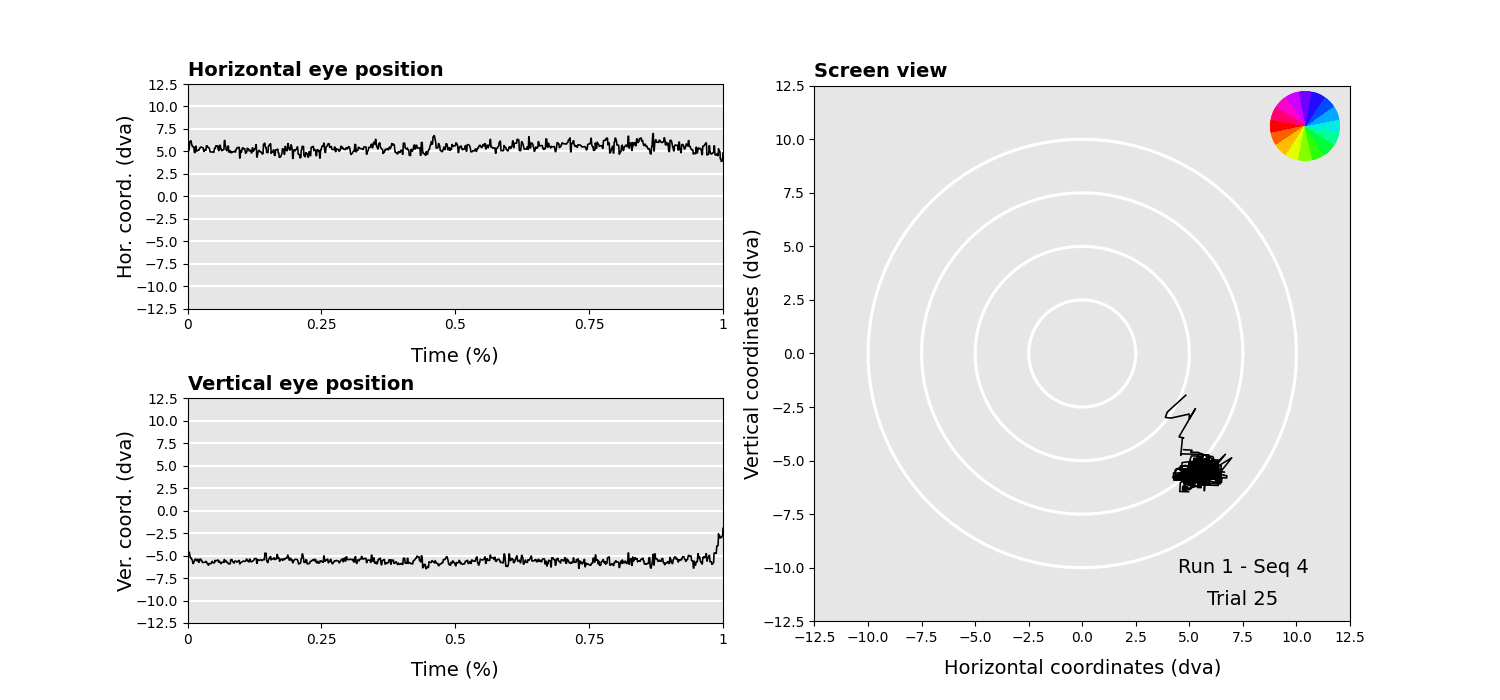 Horizontal eye position
Hor. coord. (dva)
12.5
10.0
7.5
5.0
2.5
0.0
−2.5
−5.0
−7.5
−10.0
−12.5
0 0.25 0.5 0.75 1
Time (%)
Vertical eye position
Ver. coord. (dva)
12.5
10.0
7.5
5.0
2.5
0.0
−2.5
−5.0
−7.5
−10.0
−12.5
0 0.25 0.5 0.75 1
Time (%)
Screen view
Vertical coordinates (dva)
12.5
10.0
7.5
5.0
2.5
0.0
−2.5
−5.0
−7.5
−10.0
−12.5
Run 1 - Seq 4
Trial 25
−12.5 −10.0 −7.5 −5.0 −2.5 0.0 2.5 5.0 7.5 10.0 12.5
Horizontal coordinates (dva)